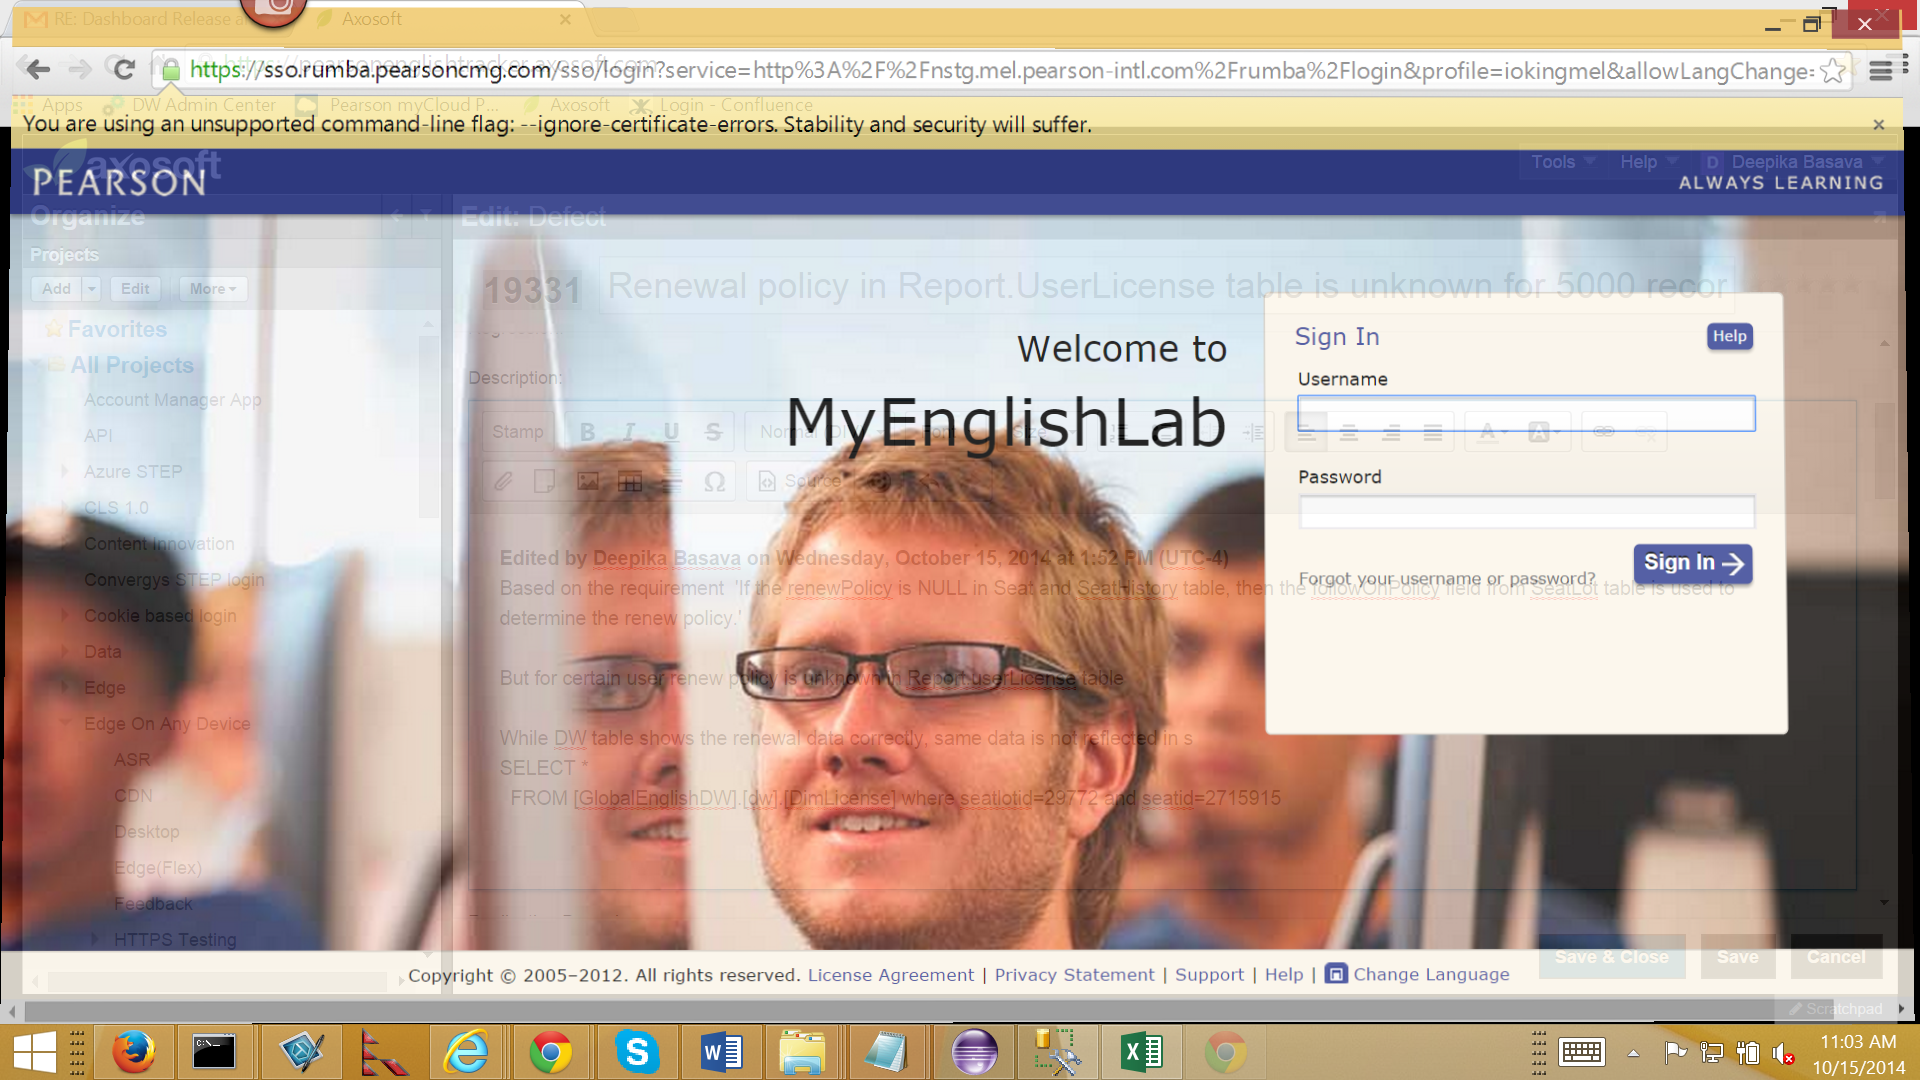 RE: Dashboard Release a
Axosoft
https://sso.rumba.pearsoncmg.com/sso/login?service=http%3A%2F%2Fnstg.mel.pearson-intl.com%2Frumba%2Flogin&profile=iokingmel&allowLangChange=
Apps DW Admin Center Pearson myCloud P... Axosoft Login - Confluence
You are using an unsupported command-line flag: --ignore-certificate-errors. Stability and security will suffer.
axosoft
Tools Help D Deepika Basava
PEARSON
ALWAYS LEARNING
Organize
Edit: Defect
Projects
Add Edit More
19331 Renewal policy in Report.UserLicense table is unknown for 5000 recor
Favorites
All Projects
Welcome to
MyEnglishLab
Sign In
Help
Username
Password
Sign In
Forgot your username or password?
Description:
Stamp B I U S
Source
Account Manager App
API
Azure STEP
CLS 1.0
Content Innovation
Convergys STEP login
Cookie based login
Data
Edge
Edge On Any Device
ASR
CDN
Desktop
Edge(Flex)
Feedback
HTTPS Testing
Edited by Deepika Basava on Wednesday, October 15, 2014 at 1:52 PM (UTC-4)
Based on the requirement 'If the renewPolicy is NULL in Seat and SeatHistory table, then the followOnPolicy field from SeatLot table is used to
determine the renew policy.'
But for certain user renew policy is unknown in Report.userLicense table
While DW table shows the renewal data correctly, same data is not reflected in s
SELECT *
FROM [GlobalEnglishDW].[dw].[DimLicense] where seatlotid=29772 and seatid=2715915
Save & Close Save Cancel
Copyright © 2005–2012. All rights reserved. License Agreement | Privacy Statement | Support | Help | Change Language
Scratchpad
11:03 AM
10/15/2014